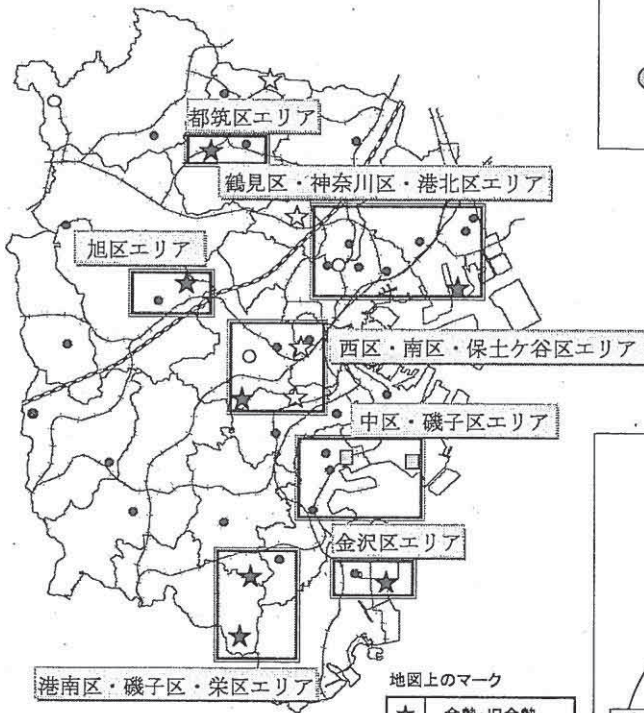 都筑区エリア
鶴見区・神奈川区・港北区エリア
旭区エリア
西区・南区・保土ケ谷区エリア
中区・磯子区エリア
金沢区エリア
港南区・磯子区・栄区エリア
地図上のマーク